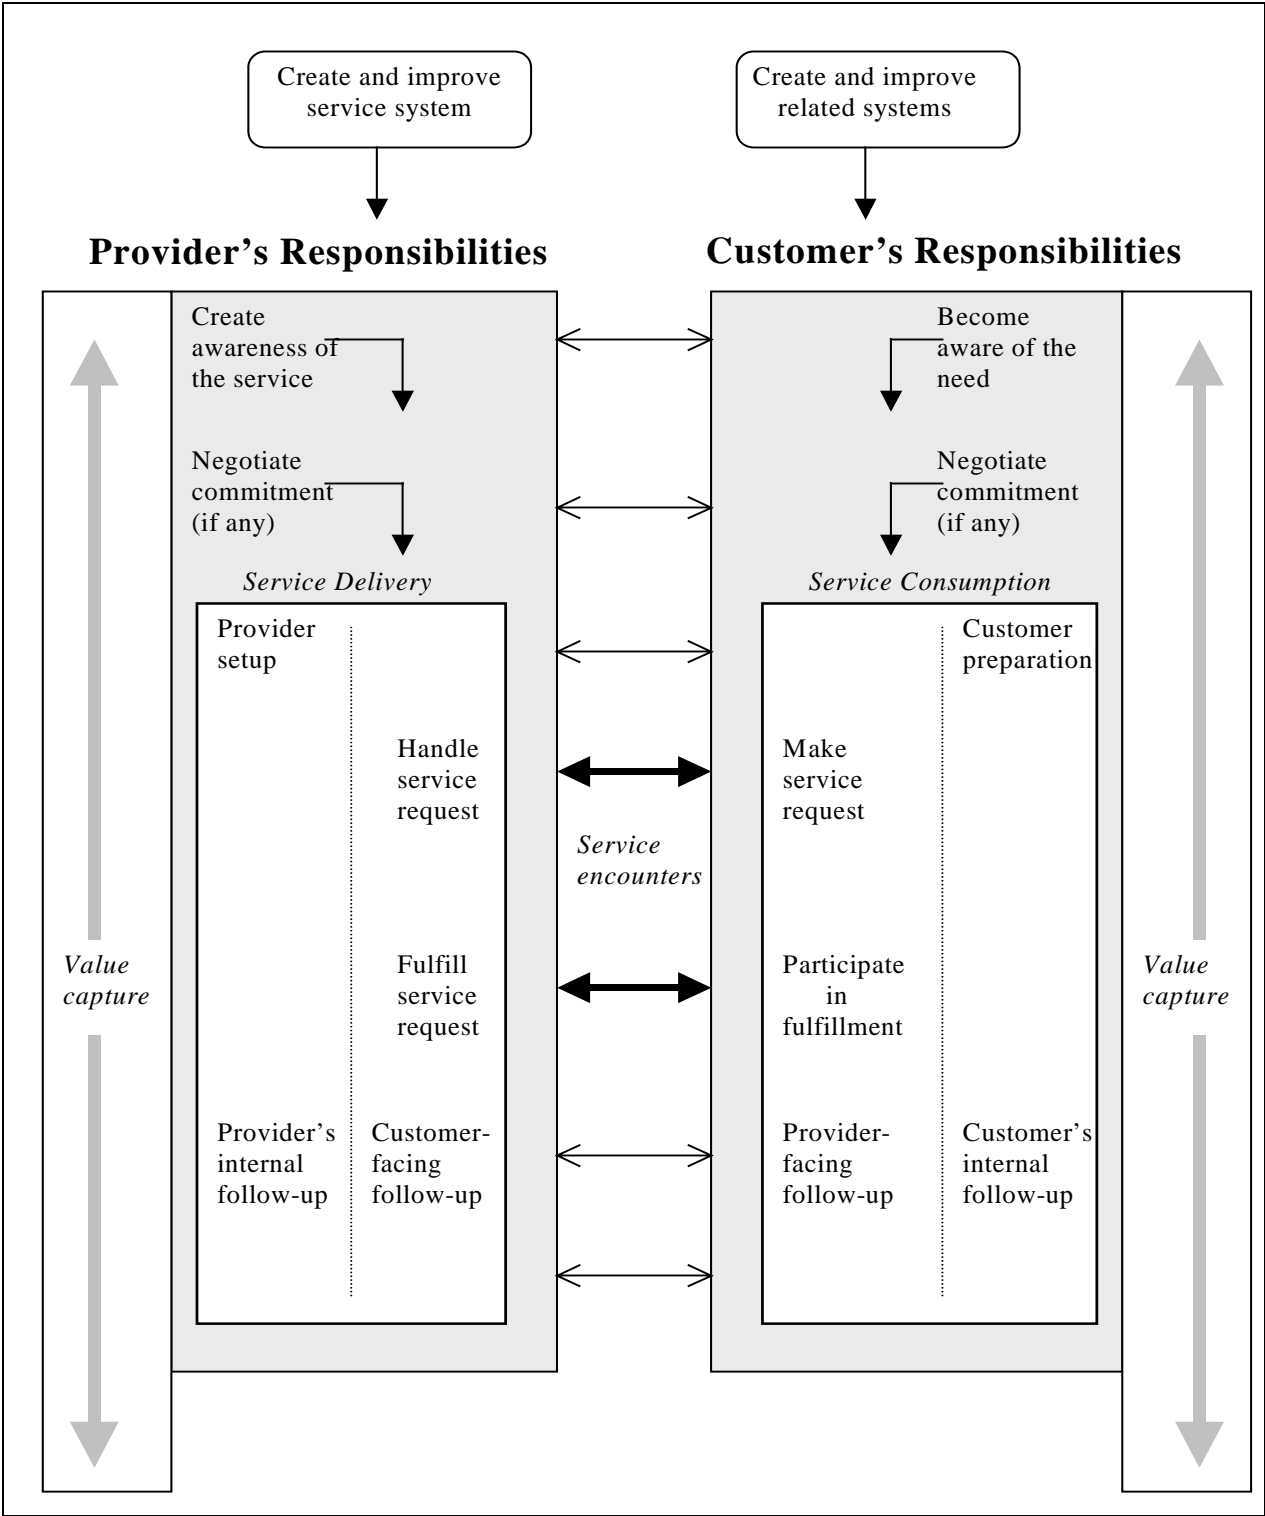 Create and improve
service system
Create and improve
related systems
Provider’s Responsibilities
Customer’s Responsibilities
Create
awareness of
the service
Become
aware of the
need
Negotiate
commitment
(if any)
Negotiate
commitment
(if any)
Service Delivery
Service Consumption
Provider
setup
Customer
preparation
Handle
service
request
Make
service
request
Service
encounters
Value
capture
Fulfill
service
request
Participate
in
fulfillment
Value
capture
Provider’s
internal
follow-up
Customer-
facing
follow-up
Provider-
facing
follow-up
Customer’s
internal
follow-up